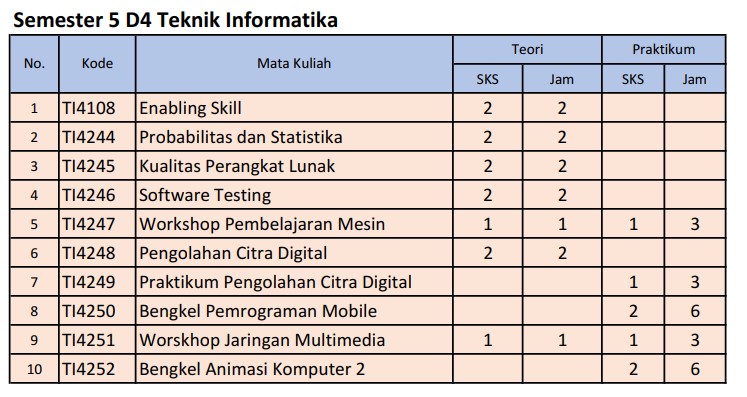 Semester 5 D4 Teknik Informatika
No. Kode Mata Kuliah Teori Praktikum
SKS Jam SKS Jam
1 TI4108 Enabling Skill 2 2
2 TI4244 Probabilitas dan Statistika 2 2
3 TI4245 Kualitas Perangkat Lunak 2 2
4 TI4246 Software Testing 2 2
5 TI4247 Workshop Pembelajaran Mesin 1 1 1 3
6 TI4248 Pengolahan Citra Digital 2 2
7 TI4249 Praktikum Pengolahan Citra Digital 1 3
8 TI4250 Bengkel Pemrograman Mobile 2 6
9 TI4251 Worskhop Jaringan Multimedia 1 1 1 3
10 TI4252 Bengkel Animasi Komputer 2 2 6